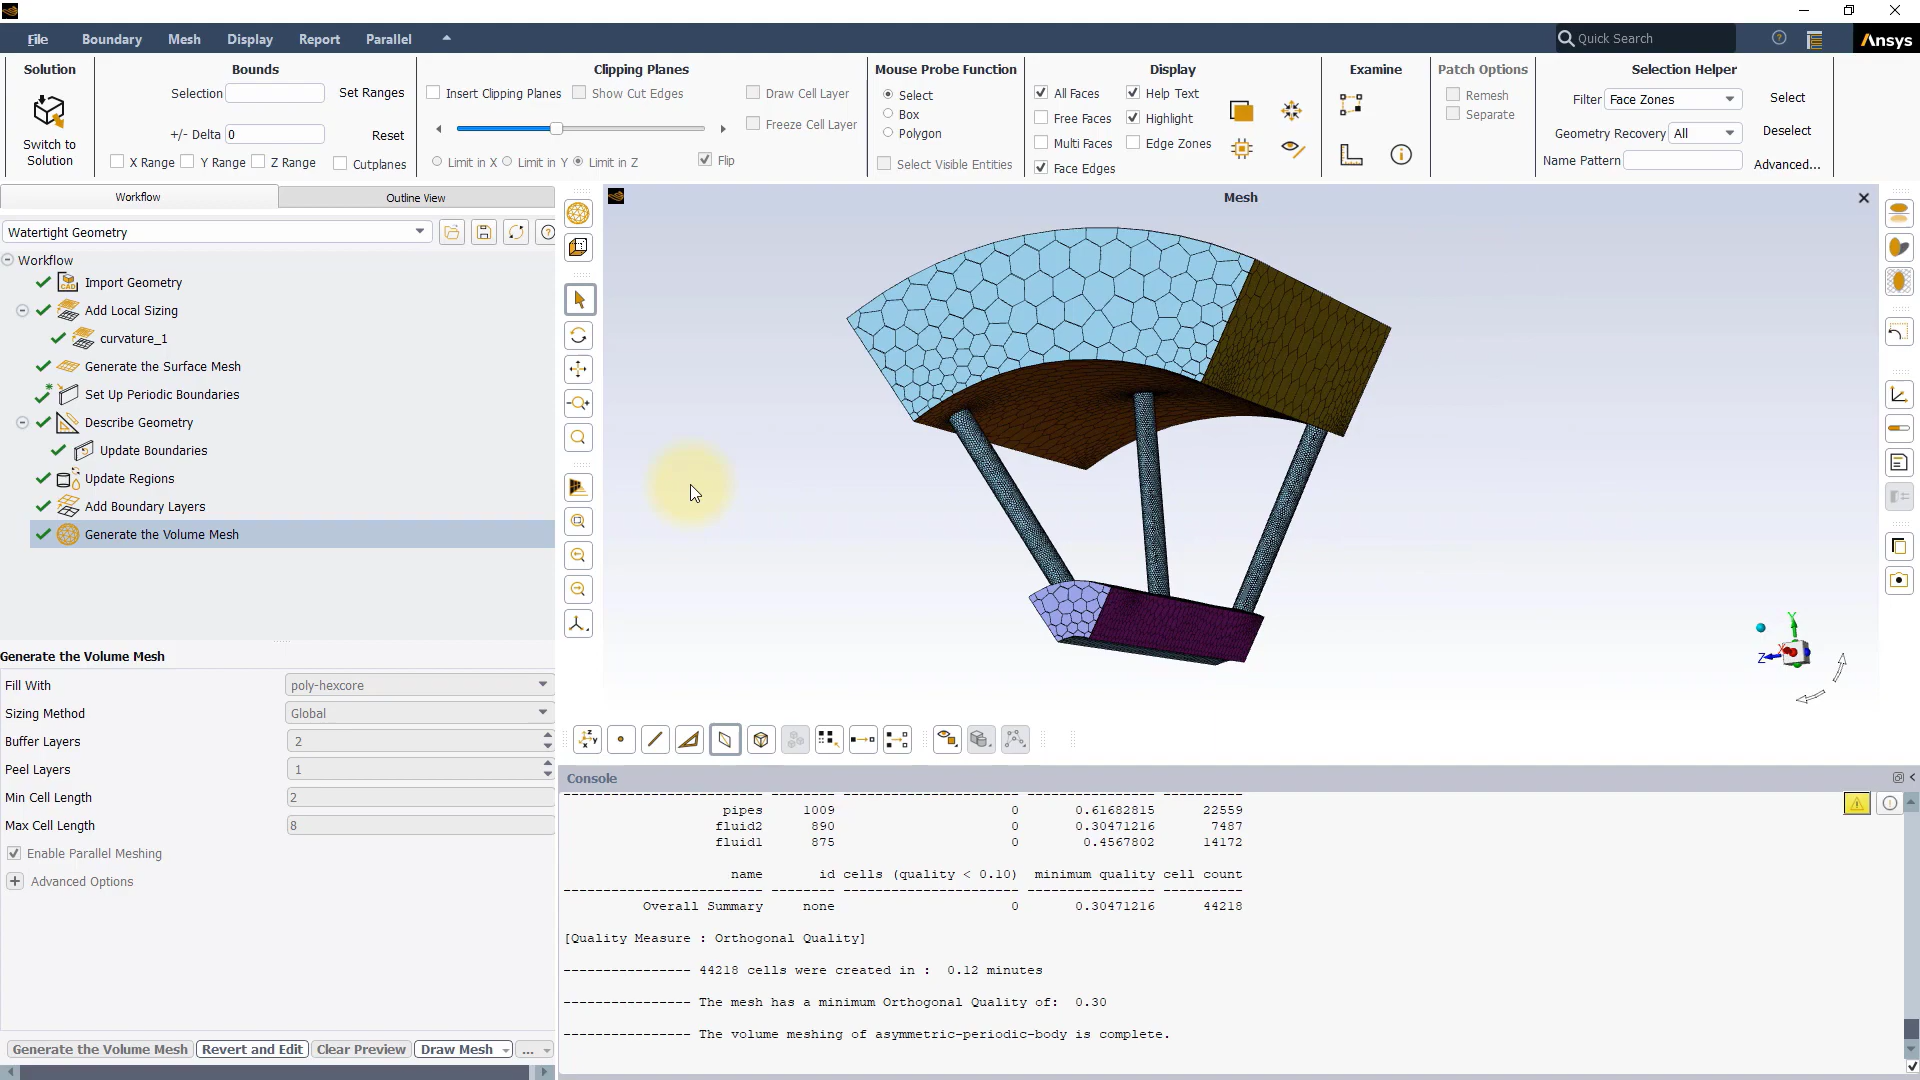 File Boundary Mesh Display Report Parallel
Quick Search
Ansys
Solution
Switch to
Solution
Bounds
Selection
Set Ranges
+/- Delta 0
Reset
X Range Y Range Z Range Cutplanes
Clipping Planes
Insert Clipping Planes Show Cut Edges
Draw Cell Layer
Freeze Cell Layer
Limit in X Limit in Y Limit in Z Flip
Mouse Probe Function
Select
Box
Polygon
Select Visible Entities
Display
All Faces Help Text
Free Faces Highlight
Multi Faces Edge Zones
Face Edges
Examine
Patch Options
Remesh
Separate
Selection Helper
Filter Face Zones Select
Geometry Recovery All Deselect
Name Pattern Advanced...
Workflow Outline View
Watertight Geometry
Workflow
Import Geometry
Add Local Sizing
curvature_1
Generate the Surface Mesh
Set Up Periodic Boundaries
Describe Geometry
Update Boundaries
Update Regions
Add Boundary Layers
Generate the Volume Mesh
Generate the Volume Mesh
Fill With poly-hexcore
Sizing Method Global
Buffer Layers 2
Peel Layers 1
Min Cell Length 2
Max Cell Length 8
Enable Parallel Meshing
+ Advanced Options
Generate the Volume Mesh Revert and Edit Clear Preview Draw Mesh ...
Mesh
Y
Z
X
Console
pipes 1009 0 0.61682815 22559
fluid2 890 0 0.30471216 7487
fluid1 875 0 0.4567802 14172
name id cells (quality < 0.10) minimum quality cell count
Overall Summary none 0 0.30471216 44218
[Quality Measure : Orthogonal Quality]
--------------- 44218 cells were created in : 0.12 minutes
--------------- The mesh has a minimum Orthogonal Quality of: 0.30
--------------- The volume meshing of asymmetric-periodic-body is complete.